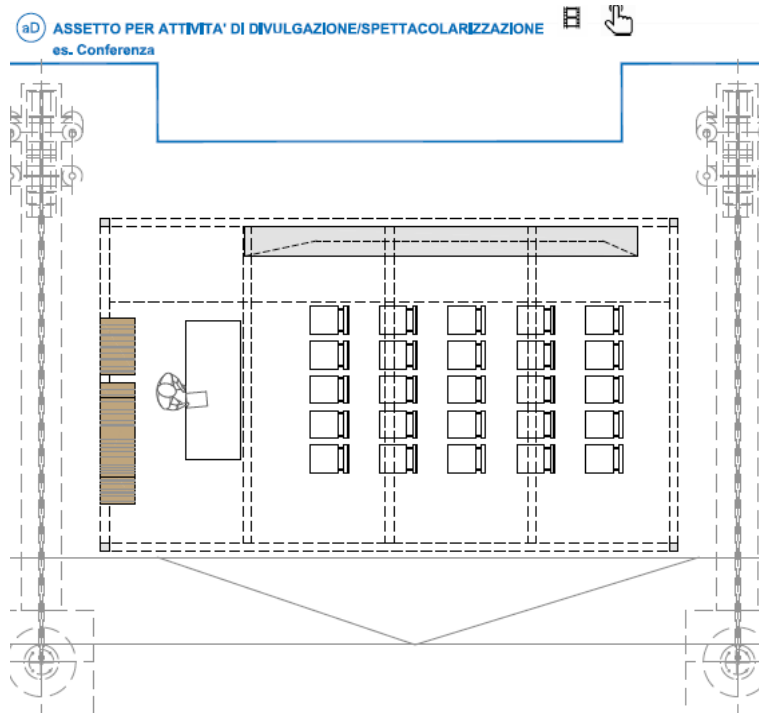 aD ASSETTO PER ATTIVITA' DI DIVULGAZIONE/SPETTACOLARIZZAZIONE
es. Conferenza